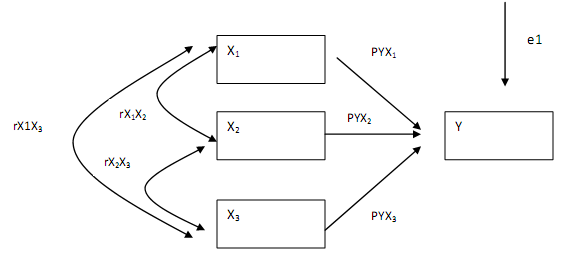 e1
X₁
PYX₁
rX₁X₂
rX1X₃
X₂
PYX₂
Y
rX₂X₃
X₃
PYX₃